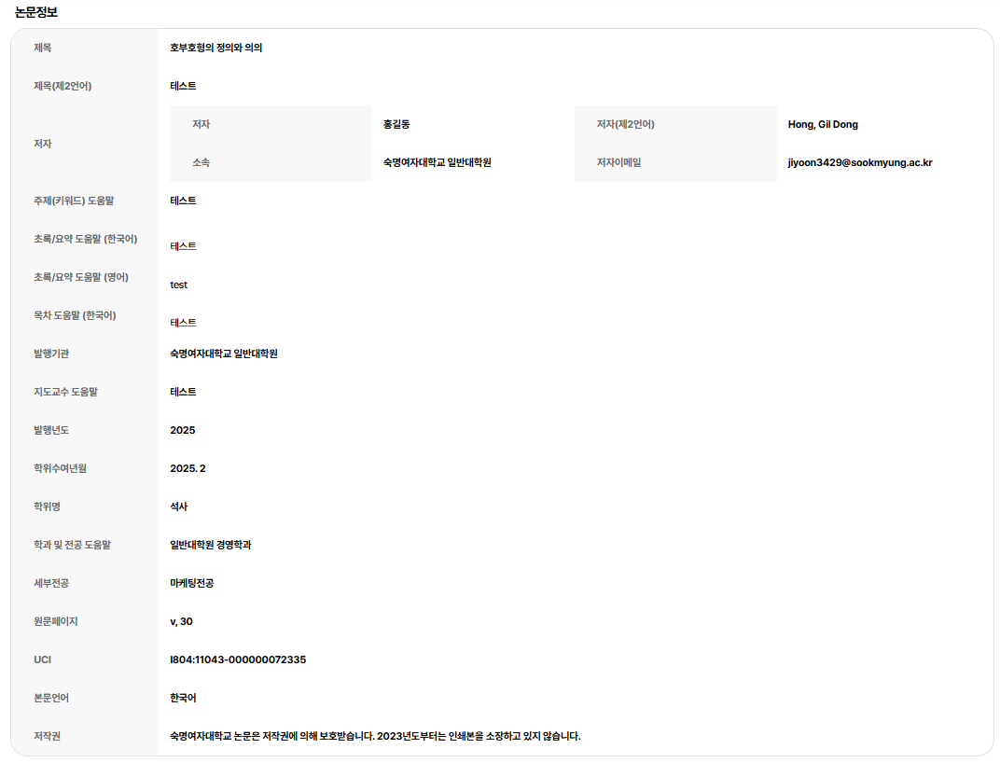 논문정보
제목 호부호형의 정의와 의의
제목(제2언어) 테스트
저자
저자 홍길동 저자(제2언어) Hong, Gil Dong
소속 숙명여자대학교 일반대학원 저자이메일 jiyoon3429@sookmyung.ac.kr
주제(키워드) 도움말 테스트
초록/요약 도움말 (한국어) 테스트
초록/요약 도움말 (영어) test
목차 도움말 (한국어) 테스트
발행기관 숙명여자대학교 일반대학원
지도교수 도움말 테스트
발행년도 2025
학위수여년월 2025. 2
학위명 석사
학과 및 전공 도움말 일반대학원 경영학과
세부전공 마케팅전공
원문페이지 v, 30
UCI I804:11043-000000072335
본문언어 한국어
저작권 숙명여자대학교 논문은 저작권에 의해 보호받습니다. 2023년도부터는 인쇄본을 소장하고 있지 않습니다.